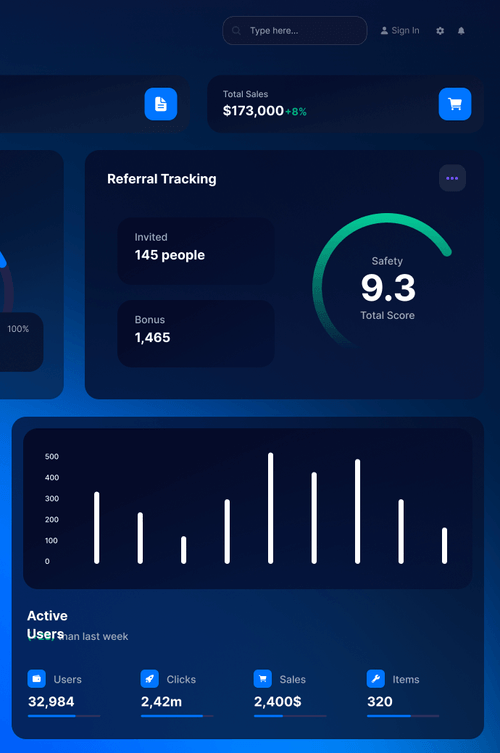 Type here...
Sign In
Total Sales
$173,000+8%
100%
Referral Tracking
Invited
145 people
Bonus
1,465
Safety
9.3
Total Score
500
400
300
200
100
0
Active
Users
than last week
Users
Clicks
Sales
Items
32,984
2,42m
2,400$
320